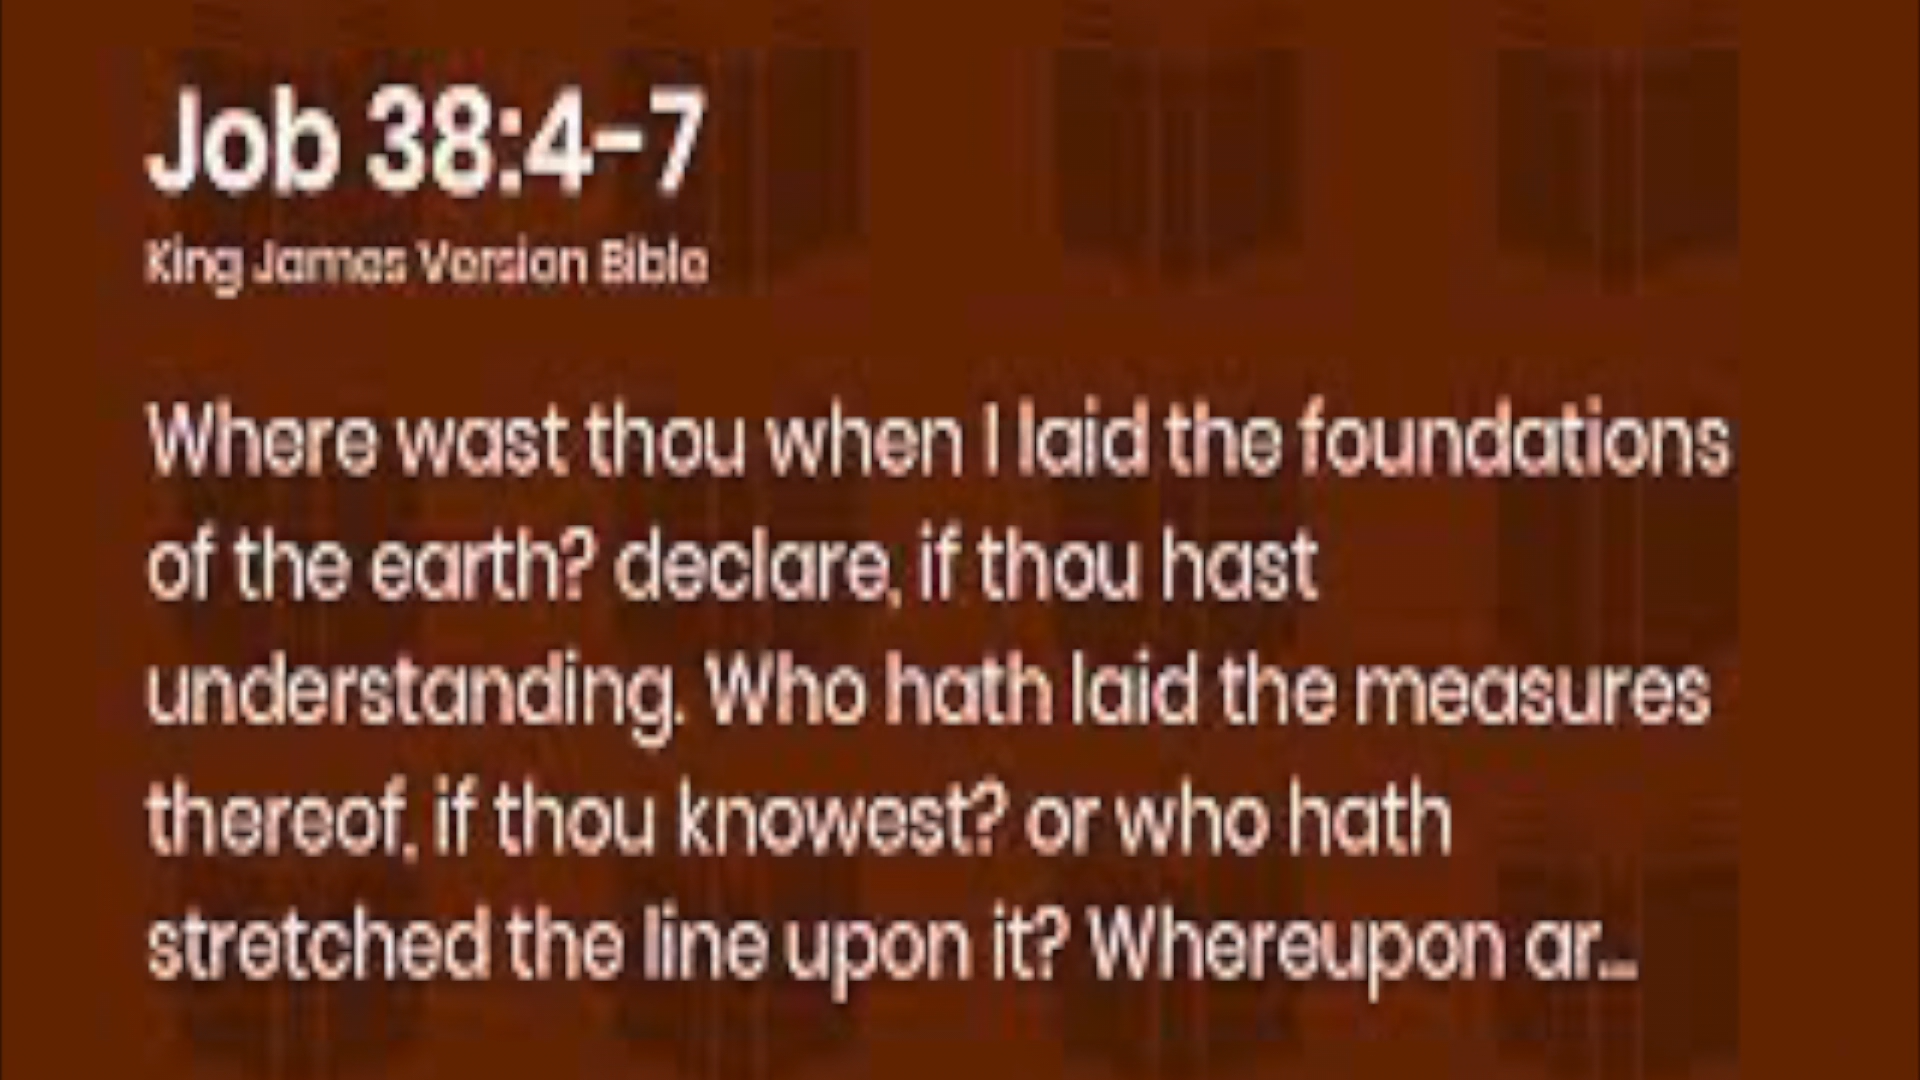 Job 38:4-7
King James Version Bible
Where wast thou when I laid the foundations
of the earth? declare, if thou hast
understanding. Who hath laid the measures
thereof, if thou knowest? or who hath
stretched the line upon it? Whereupon ar...